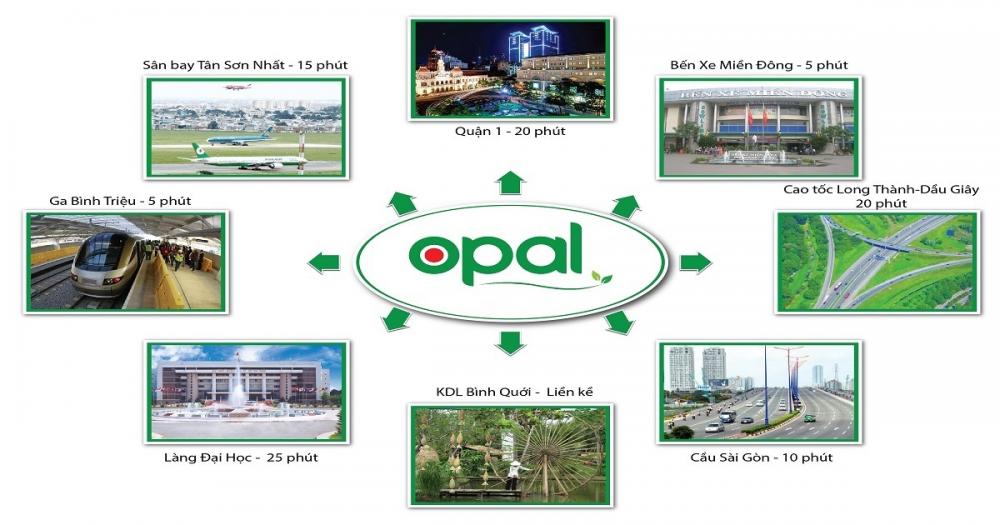 Sân bay Tân Sơn Nhất - 15 phút
Quận 1 - 20 phút
Bến Xe Miền Đông - 5 phút
BẾN XE MIỀN ĐÔNG
Ga Bình Triệu - 5 phút
Cao tốc Long Thành-Dầu Giây
20 phút
opal
Làng Đại Học - 25 phút
KDL Bình Quới - Liền kề
Cầu Sài Gòn - 10 phút